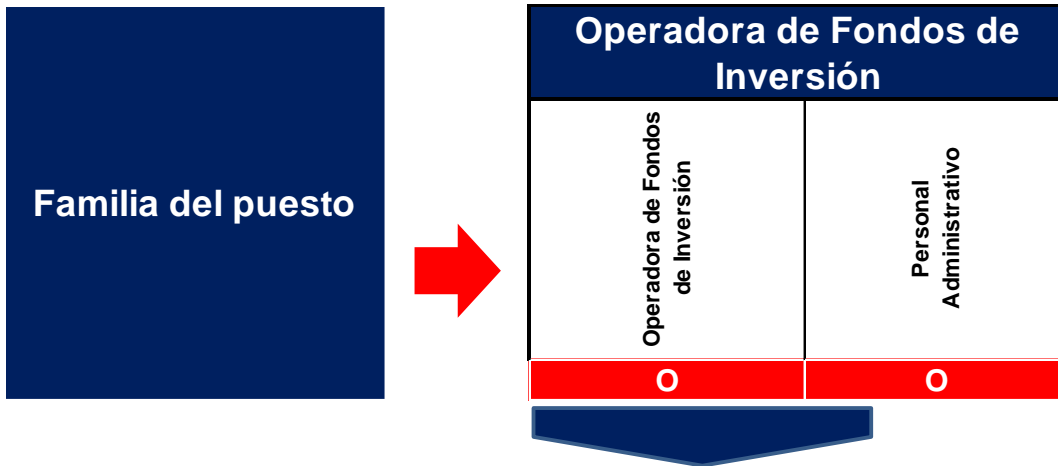 Familia del puesto
Operadora de Fondos de
Inversión
Operadora de Fondos
de Inversión
Personal
Administrativo
O
O